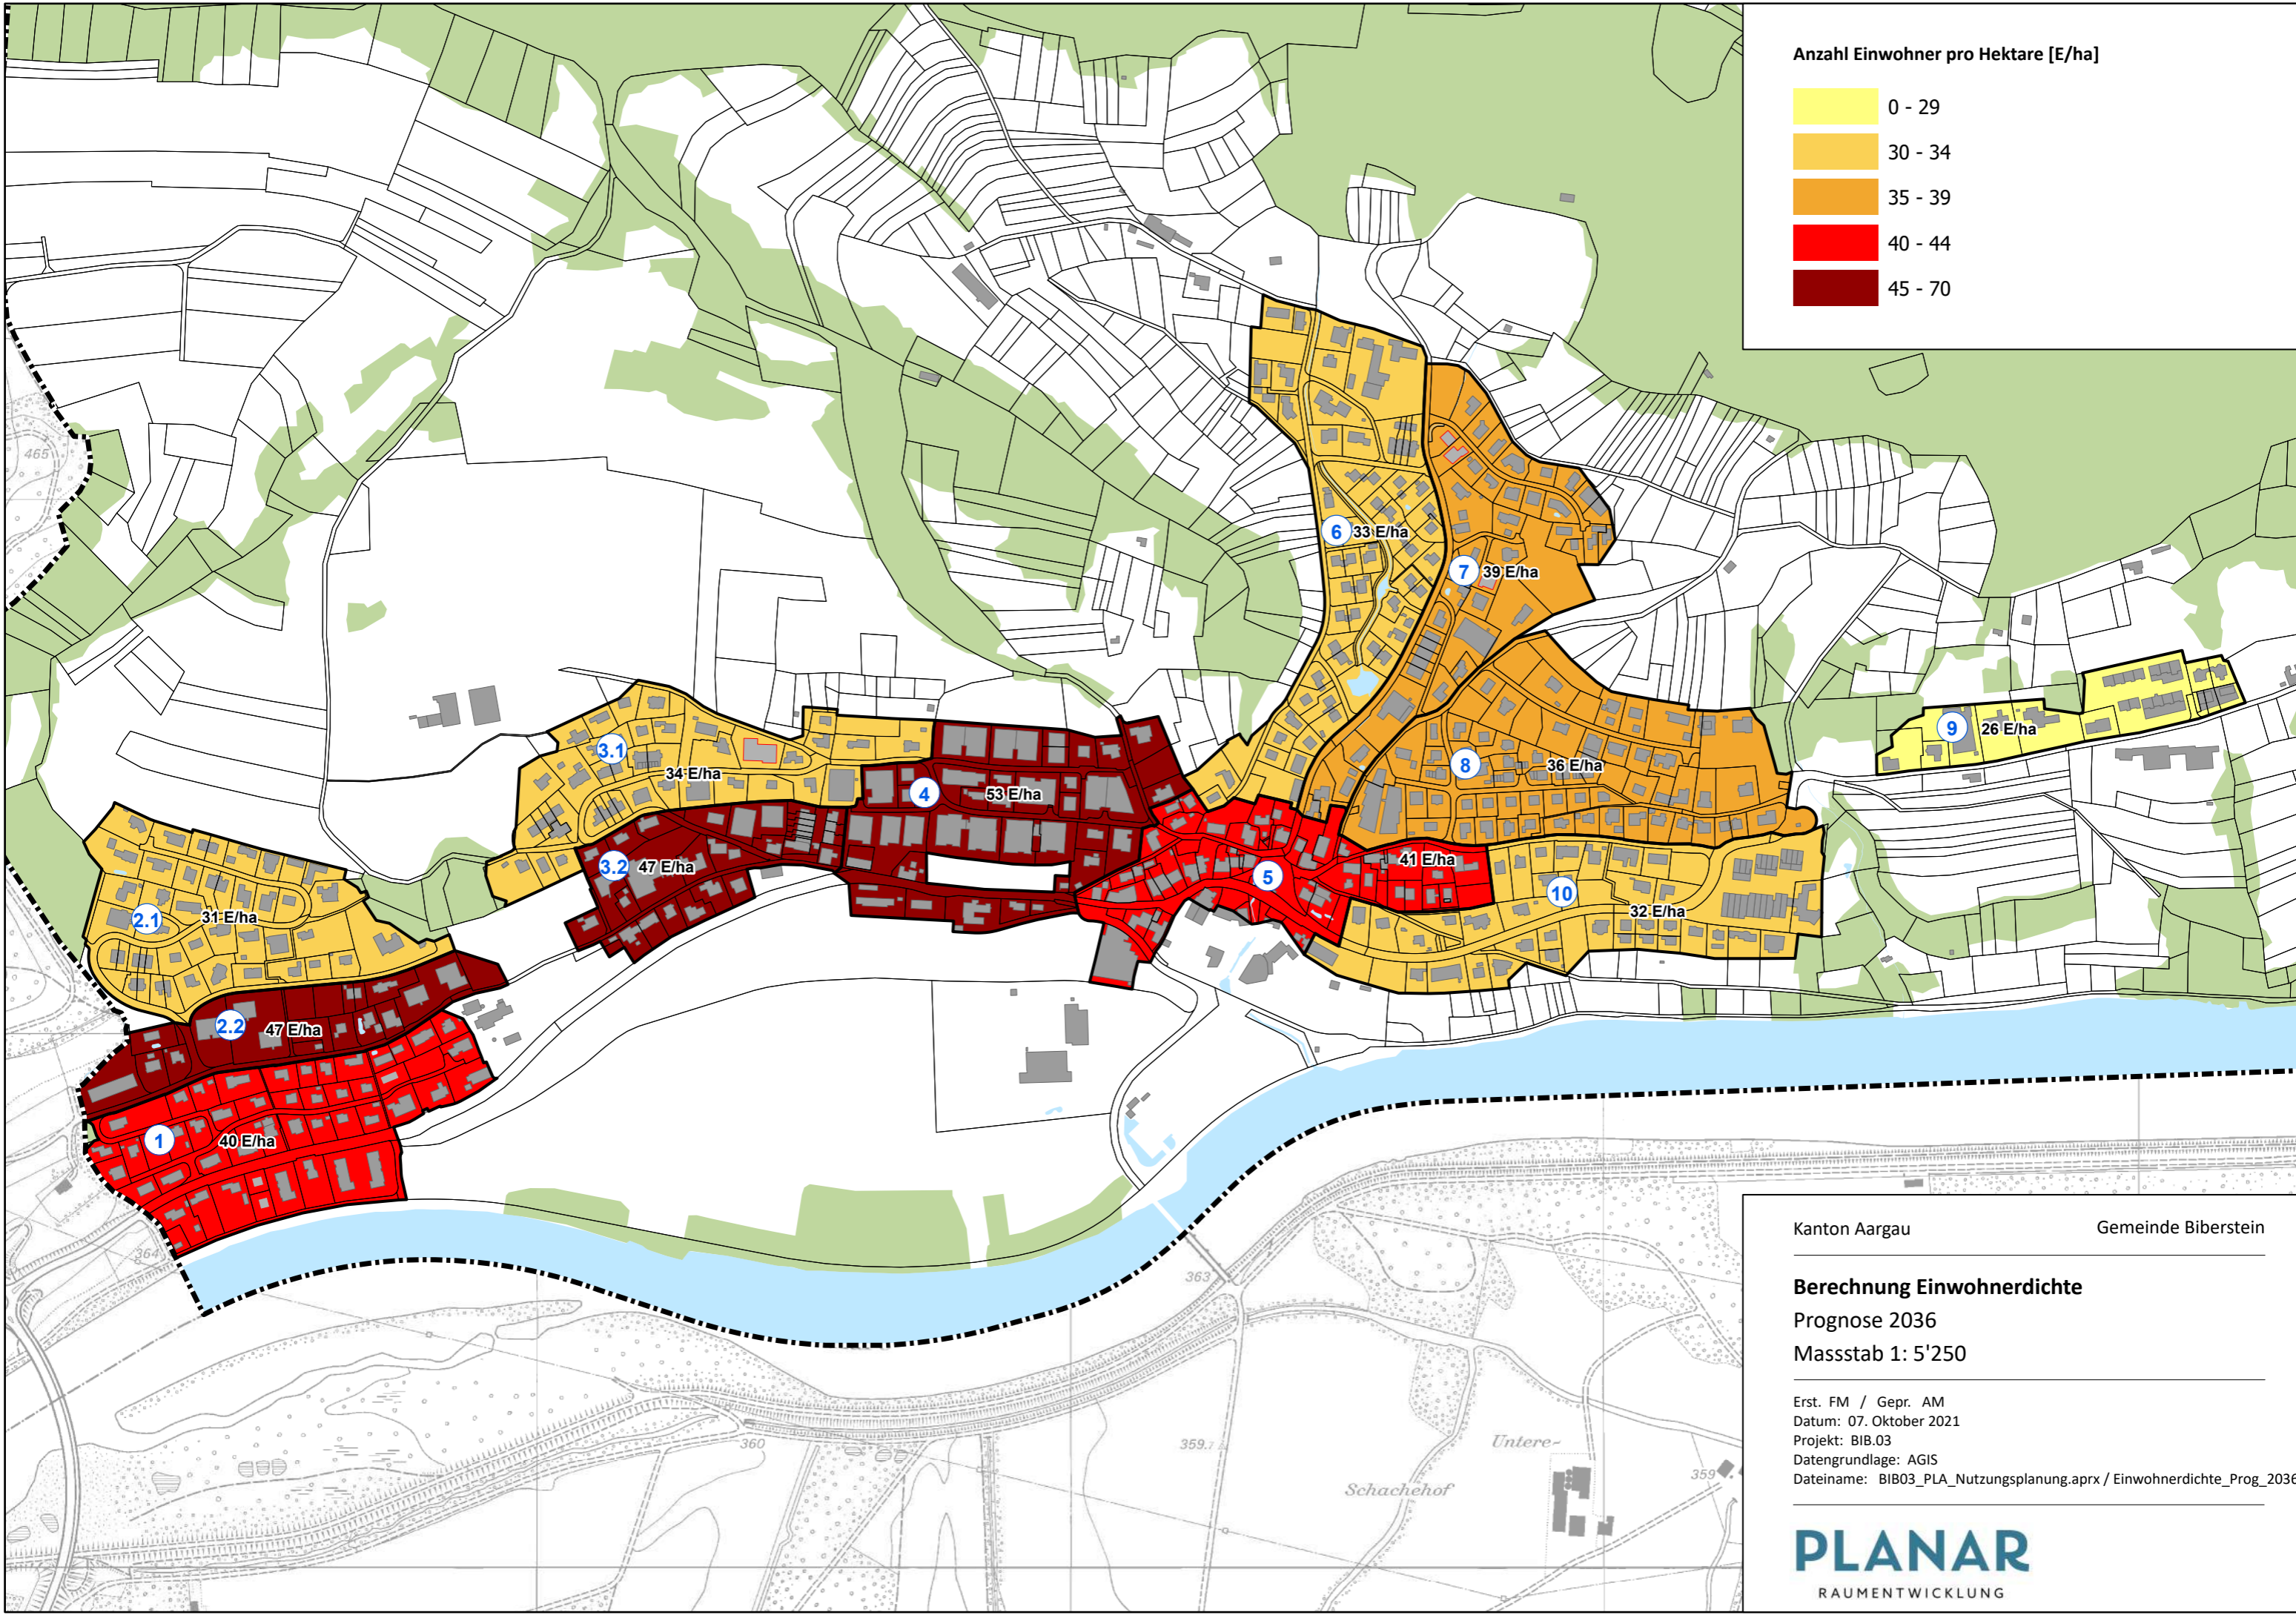 Anzahl Einwohner pro Hektare [E/ha]
0 - 29
30 - 34
35 - 39
40 - 44
45 - 70
465
6 33 E/ha
7 39 E/ha
9 26 E/ha
3.1
34 E/ha
8 36 E/ha
4 53 E/ha
3.2 47 E/ha
41 E/ha
5
10
32 E/ha
2.1 31 E/ha
2.2 47 E/ha
1 40 E/ha
364
363
360
359.7
Untere-
359
Schachehof
Kanton Aargau Gemeinde Biberstein
Berechnung Einwohnerdichte
Prognose 2036
Massstab 1: 5'250
Erst. FM / Gepr. AM
Datum: 07. Oktober 2021
Projekt: BIB.03
Datengrundlage: AGIS
Dateiname: BIB03_PLA_Nutzungsplanung.aprx / Einwohnerdichte_Prog_2036
PLANAR
RAUMENTWICKLUNG